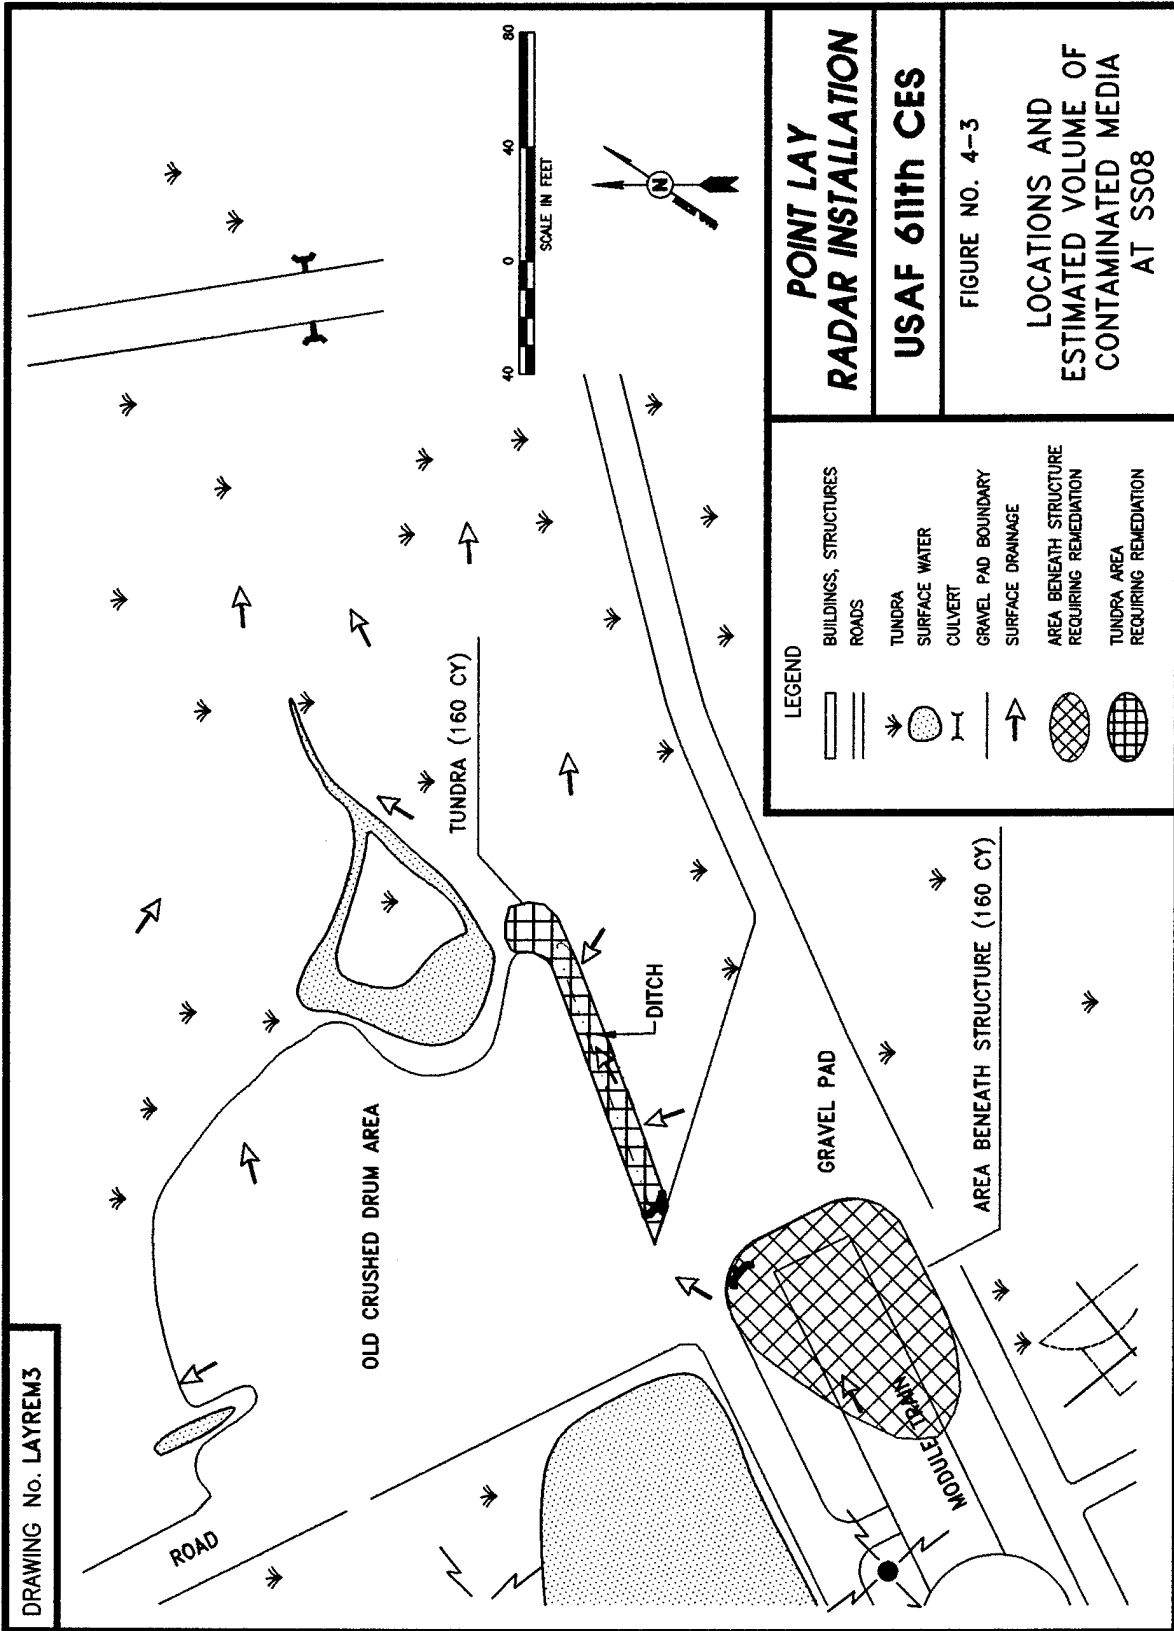 DRAWING No. LAYREM3
ROAD
OLD CRUSHED DRUM AREA
TUNDRA (160 CY)
DITCH
GRAVEL PAD
MODULE TRAIN
AREA BENEATH STRUCTURE (160 CY)
40
0
40
80
SCALE IN FEET
N
LEGEND
BUILDINGS, STRUCTURES
ROADS
TUNDRA
SURFACE WATER
CULVERT
GRAVEL PAD BOUNDARY
SURFACE DRAINAGE
AREA BENEATH STRUCTURE
REQUIRING REMEDIATION
TUNDRA AREA
REQUIRING REMEDIATION
POINT LAY
RADAR INSTALLATION
USAF 611th CES
FIGURE NO. 4-3
LOCATIONS AND
ESTIMATED VOLUME OF
CONTAMINATED MEDIA
AT SS08